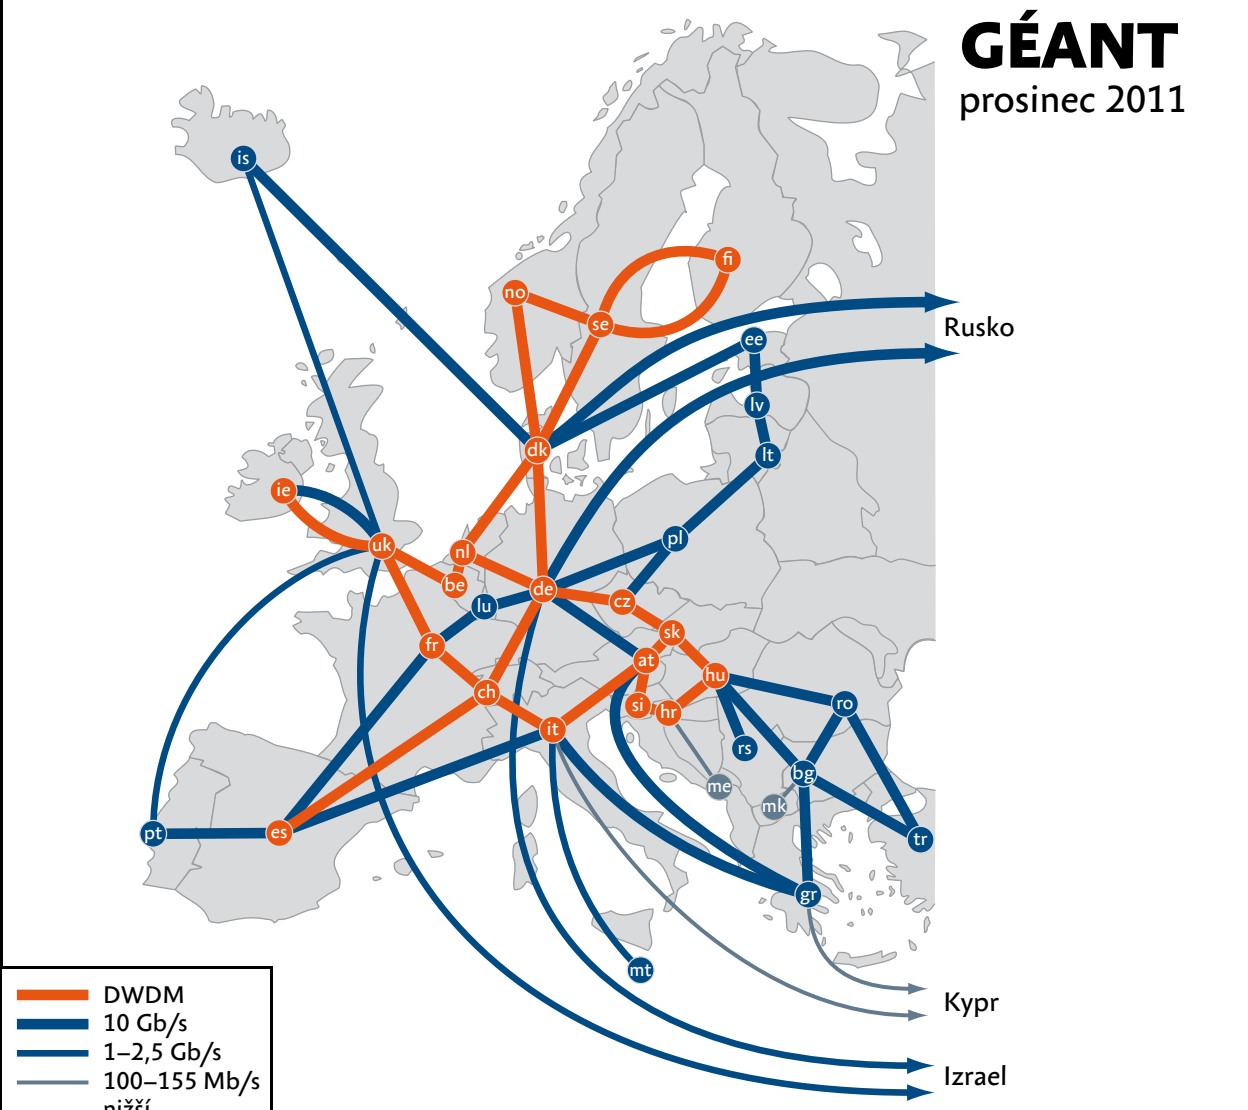 GÉANT
prosinec 2011
is
fi
no
se
Rusko
ee
lv
dk
lt
ie
pl
uk
nl
be
de
cz
lu
sk
fr
at
hu
ch
si
hr
ro
it
rs
bg
me
mk
pt
es
tr
gr
mt
DWDM
10 Gb/s
1–2,5 Gb/s
100–155 Mb/s
nižší
Kypr
Izrael